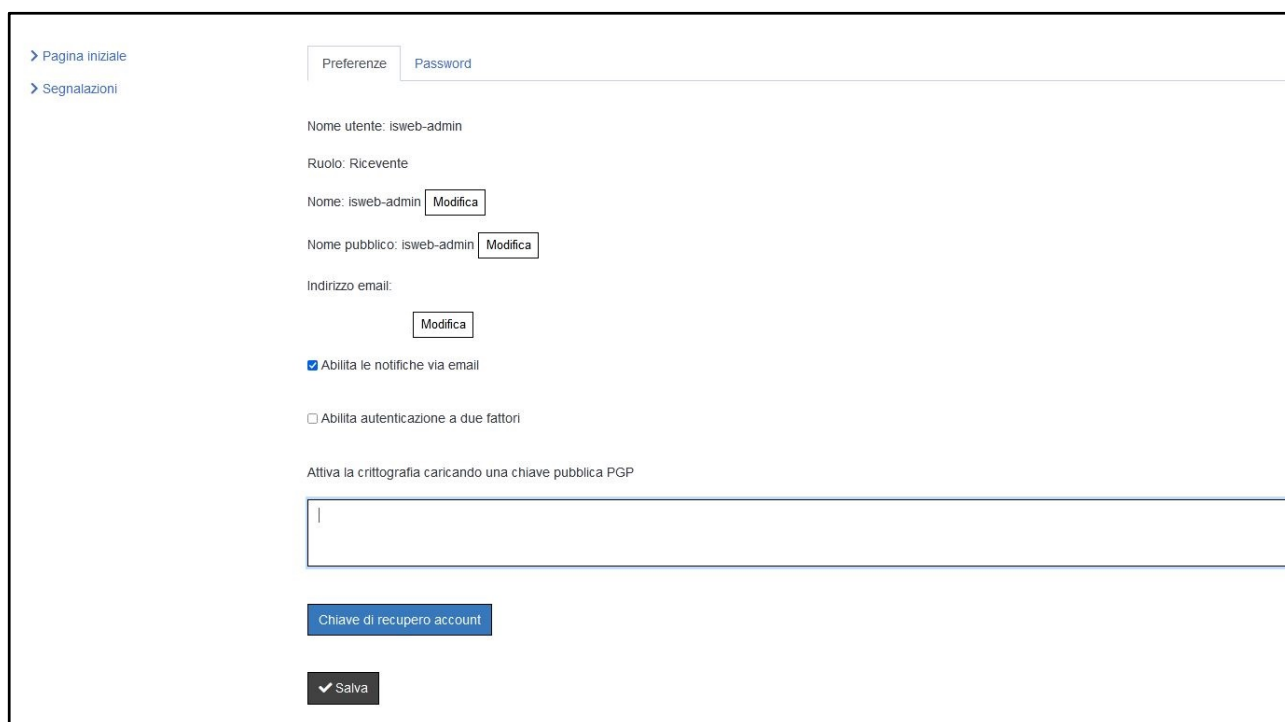 Pagina iniziale
Segnalazioni
Preferenze Password
Nome utente: isweb-admin
Ruolo: Ricevente
Nome: isweb-admin Modifica
Nome pubblico: isweb-admin Modifica
Indirizzo email:
Modifica
Abilita le notifiche via email
Abilita autenticazione a due fattori
Attiva la crittografia caricando una chiave pubblica PGP
Chiave di recupero account
Salva